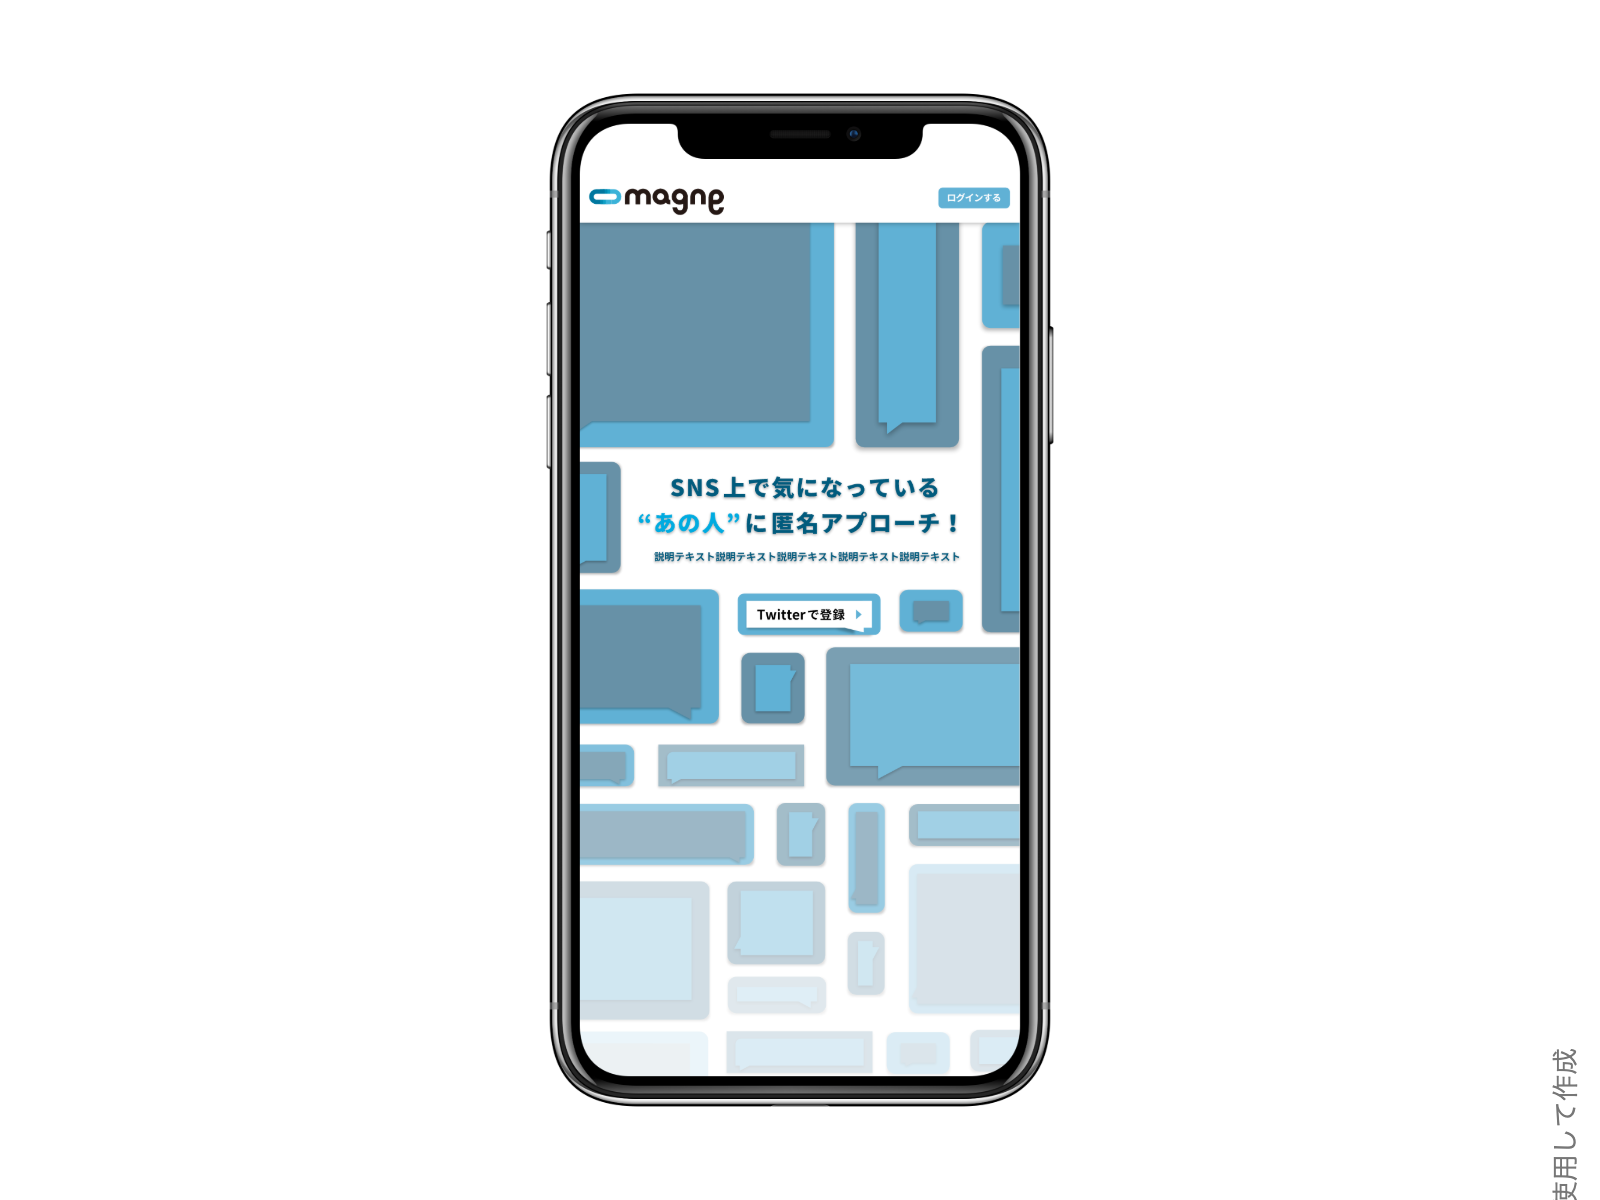 magne
ログインする
SNS上で気になっている
“あの人”に匿名アプローチ！
説明テキスト説明テキスト説明テキスト説明テキスト説明テキスト
Twitterで登録
使用して作成